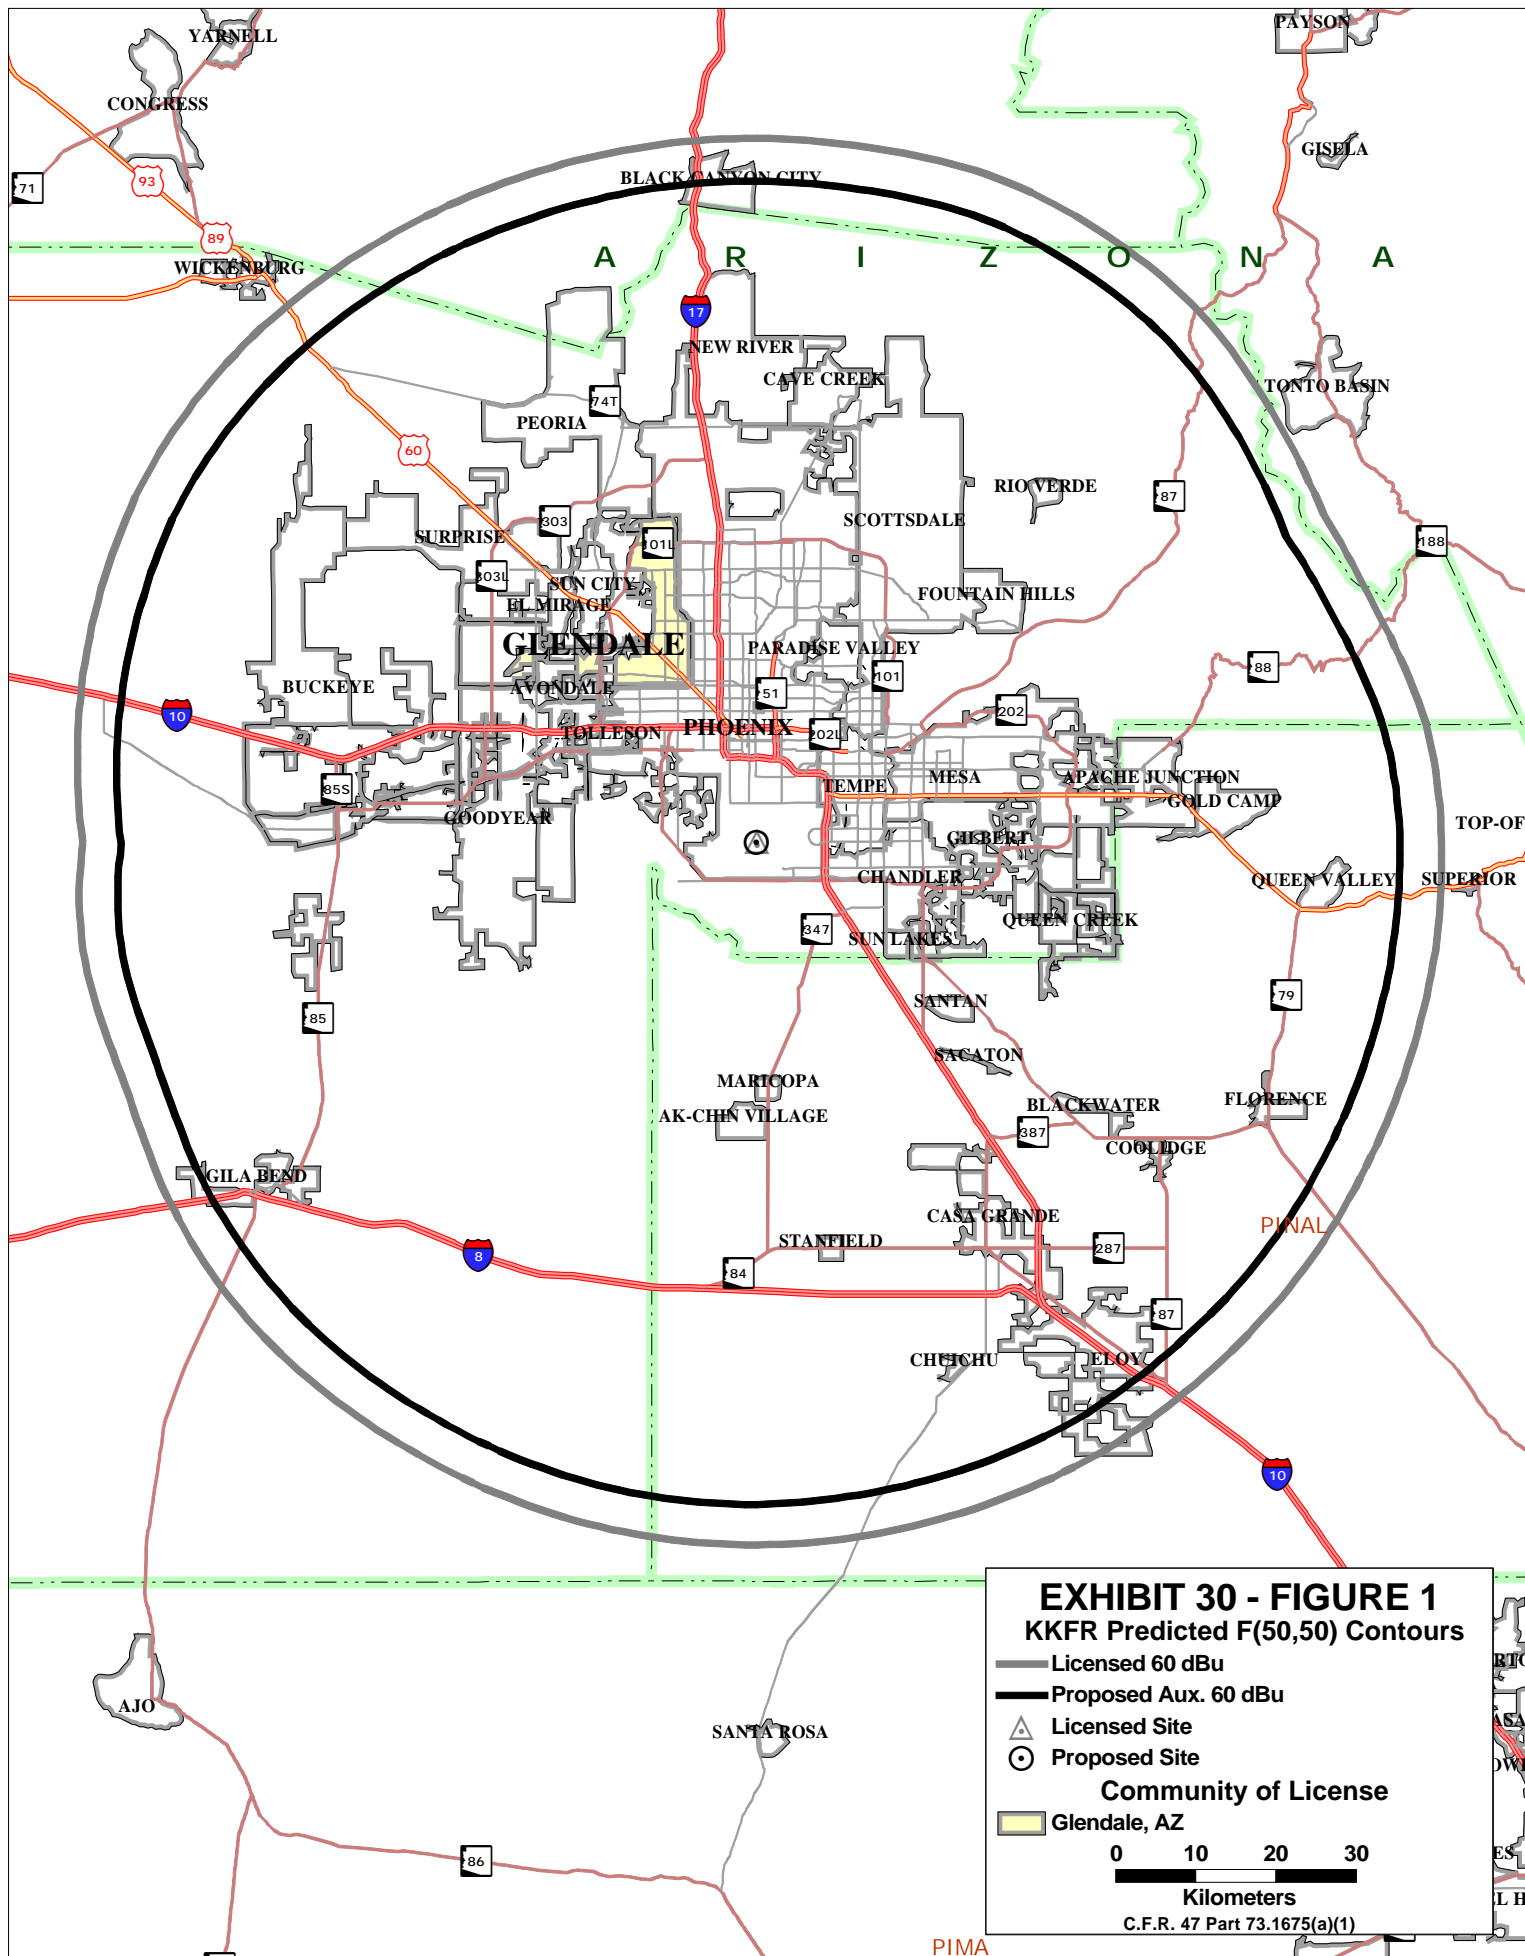 YARNELL
PAYSON
CONGRESS
GISELA
71
93
BLACK CANYON CITY
89
A R I Z O N A
WICKENBURG
17
NEW RIVER
CAVE CREEK
TONTO BASIN
74T
PEORIA
60
RIO VERDE
87
SCOTTSDALE
303
SURPRISE
101L
188
303L
SUN CITY
EL MIRAGE
FOUNTAIN HILLS
GLENDALE
PARADISE VALLEY
88
101
BUCKEYE
AVONDALE
51
202
10
TOLLESON
PHOENIX
202L
MESA
APACHE JUNCTION
TEMPE
85S
GOLD CAMP
GOODYEAR
TOP-OF
GILBERT
CHANDLER
QUEEN VALLEY
SUPERIOR
QUEEN CREEK
347
SUN LAKES
79
SANTAN
85
SACATON
MARICOPA
BLACKWATER
FLORENCE
AK-CHIN VILLAGE
387
COOLIDGE
GILA BEND
CASA GRANDE
PINAL
STANFIELD
287
8
84
87
CHUICHU
ELOY
10
EXHIBIT 30 - FIGURE 1
KKFR Predicted F(50,50) Contours
Licensed 60 dBu
Proposed Aux. 60 dBu
Licensed Site
Proposed Site
Community of License
Glendale, AZ
0 10 20 30
Kilometers
C.F.R. 47 Part 73.1675(a)(1)
AJO
SANTA ROSA
86
PIMA